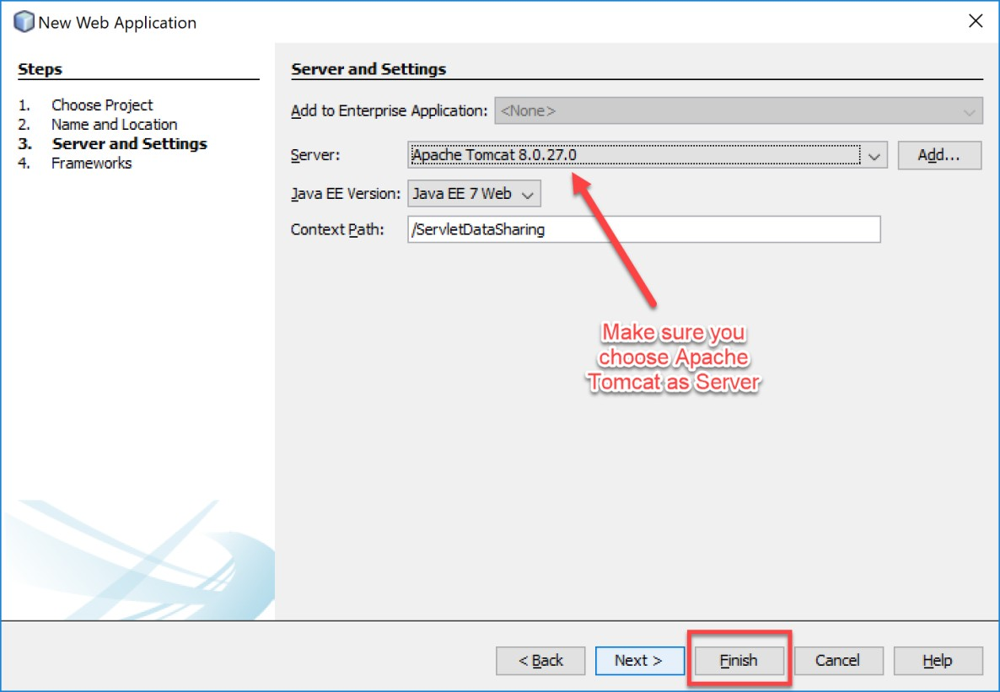 New Web Application
Steps
1. Choose Project
2. Name and Location
3. Server and Settings
4. Frameworks
Server and Settings
Add to Enterprise Application: <None>
Server: Apache Tomcat 8.0.27.0 Add...
Java EE Version: Java EE 7 Web
Context Path: /ServletDataSharing
Make sure you
choose Apache
Tomcat as Server
< Back Next > Finish Cancel Help